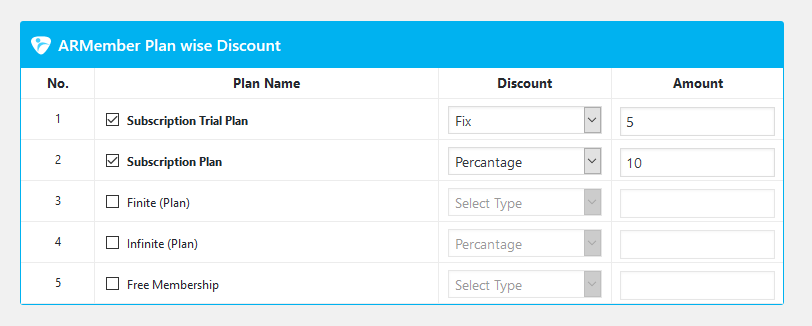 ARMember Plan wise Discount
No. Plan Name Discount Amount
1 Subscription Trial Plan Fix 5
2 Subscription Plan Percantage 10
3 Finite (Plan) Select Type
4 Infinite (Plan) Percantage
5 Free Membership Select Type